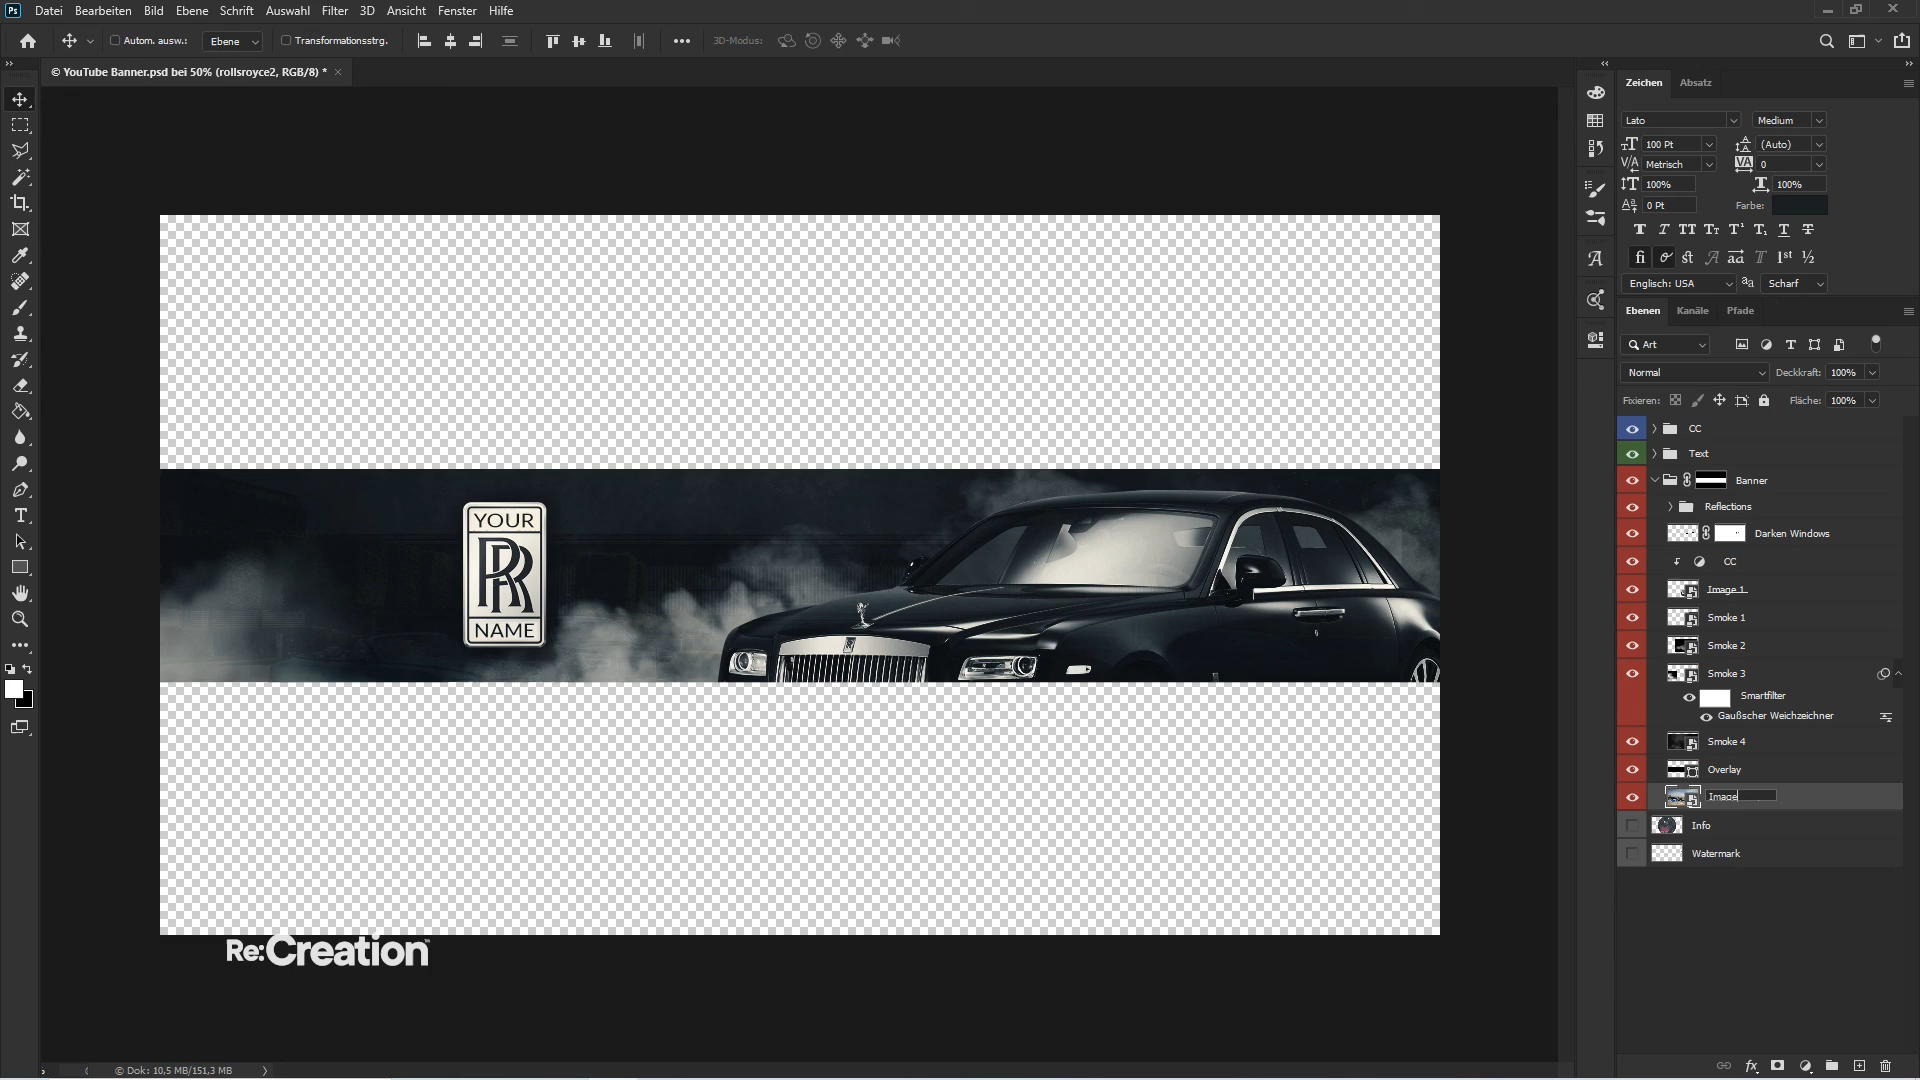 Ps Datei Bearbeiten Bild Ebene Schrift Auswahl Filter 3D Ansicht Fenster Hilfe
Autom. ausw.: Ebene Transformationsstrg. 3D-Modus:
© YouTube Banner.psd bei 50% (rollsroyce2, RGB/8) *
Zeichen Absatz
Lato Medium
100 Pt (Auto)
Metrisch 0
100% 100%
0 Pt Farbe:
Englisch: USA Scharf
Ebenen Kanäle Pfade
Art
Normal Deckkraft: 100%
Fixieren: Fläche: 100%
CC
Text
Banner
Reflections
Darken Windows
CC
Image 1
Smoke 1
Smoke 2
Smoke 3
Smartfilter
Gaußscher Weichzeichner
Smoke 4
Overlay
Image
Info
Watermark
YOUR
RR
NAME
Re:Creation
© Dok: 10,5 MB/151,3 MB